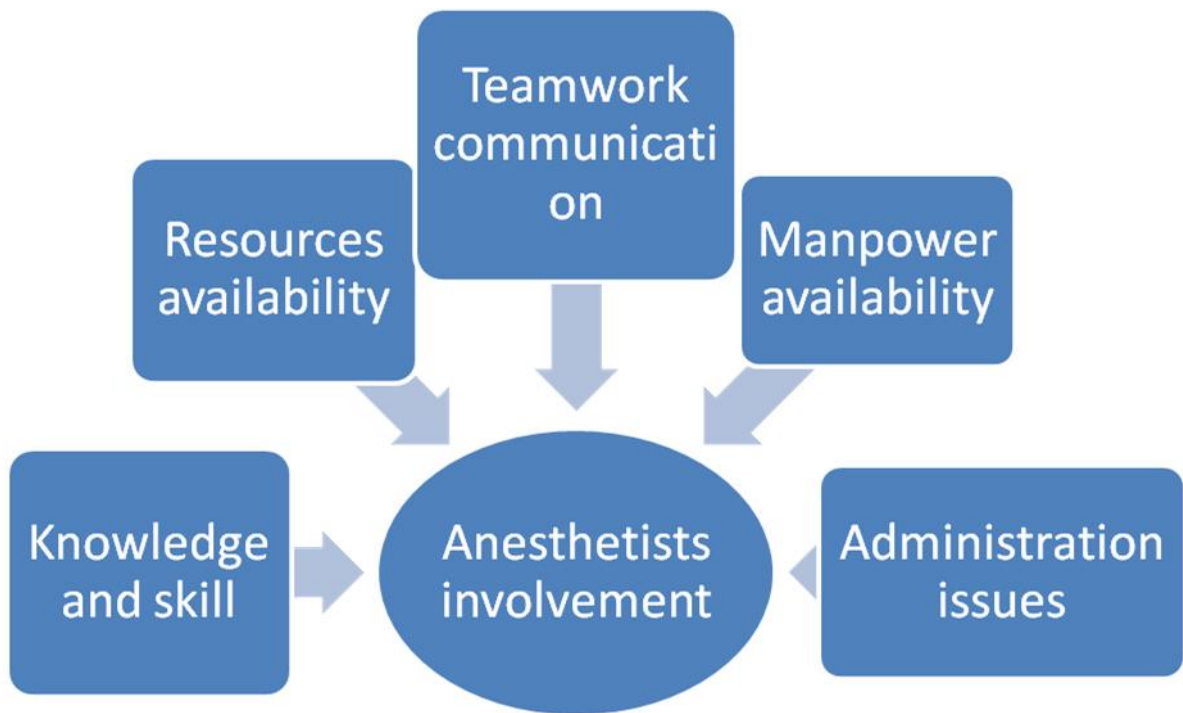 Teamwork
communicati
on
Resources
availability
Manpower
availability
Knowledge
and skill
Anesthetists
involvement
Administration
issues